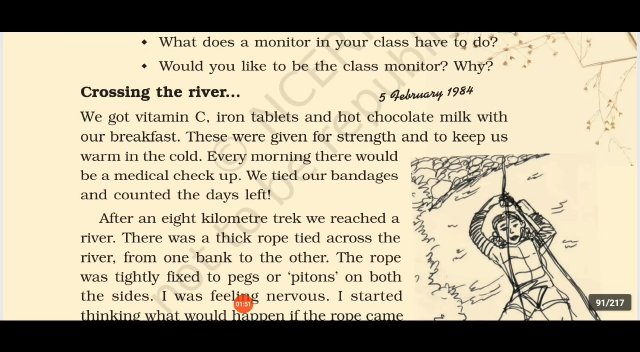 What does a monitor in your class have to do?
Would you like to be the class monitor? Why?
Crossing the river...
5 February 1984
We got vitamin C, iron tablets and hot chocolate milk with
our breakfast. These were given for strength and to keep us
warm in the cold. Every morning there would
be a medical check up. We tied our bandages
and counted the days left!
After an eight kilometre trek we reached a
river. There was a thick rope tied across the
river, from one bank to the other. The rope
was tightly fixed to pegs or ‘pitons’ on both
the sides. I was feeling nervous. I started
thinking what would happen if the rope came
01:51
91/217